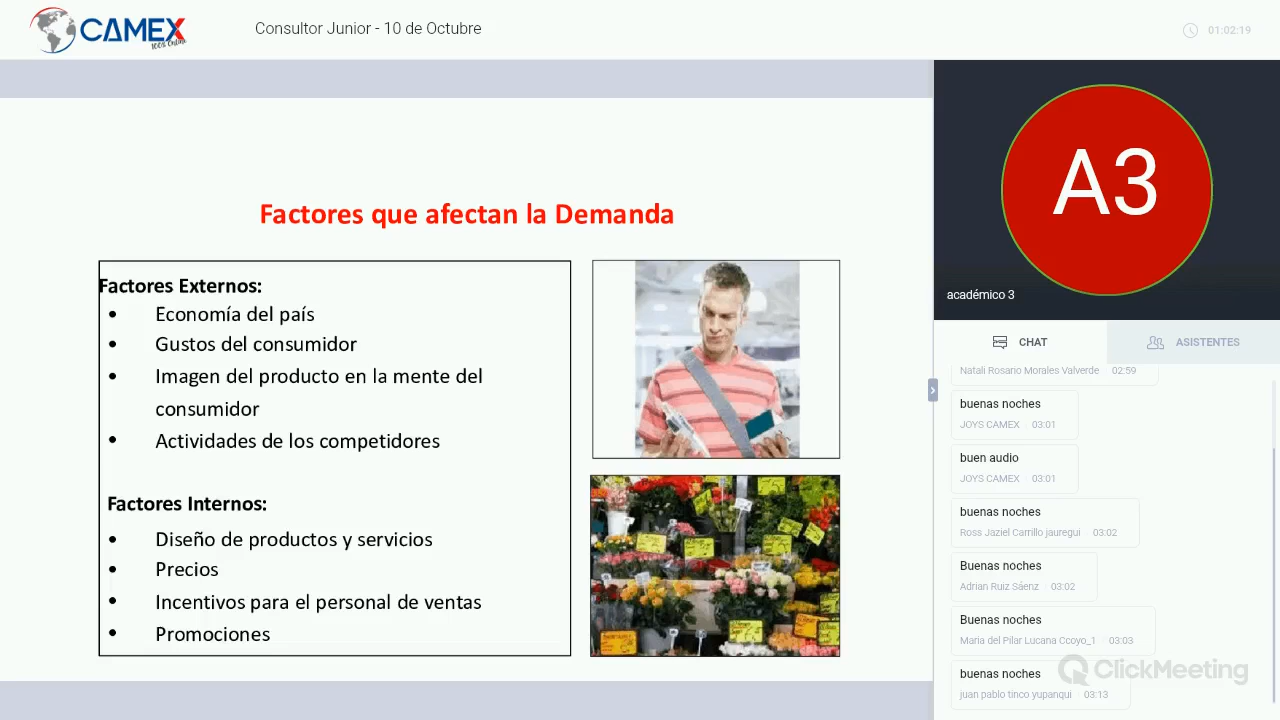 CAMEX
100% Online
Consultor Junior - 10 de Octubre
01:02:19
Factores que afectan la Demanda
Factores Externos:
• Economía del país
• Gustos del consumidor
• Imagen del producto en la mente del
consumidor
• Actividades de los competidores
Factores Internos:
• Diseño de productos y servicios
• Precios
• Incentivos para el personal de ventas
• Promociones
A3
académico 3
CHAT
ASISTENTES
Natali Rosario Morales Valverde 02:59
buenas noches
JOYS CAMEX 03:01
buen audio
JOYS CAMEX 03:01
buenas noches
Ross Jaziel Carrillo jauregui 03:02
Buenas noches
Adrian Ruiz Sáenz 03:02
Buenas noches
Maria del Pilar Lucana Ccoyo_1 03:03
buenas noches
juan pablo tinco yupanqui 03:13
ClickMeeting